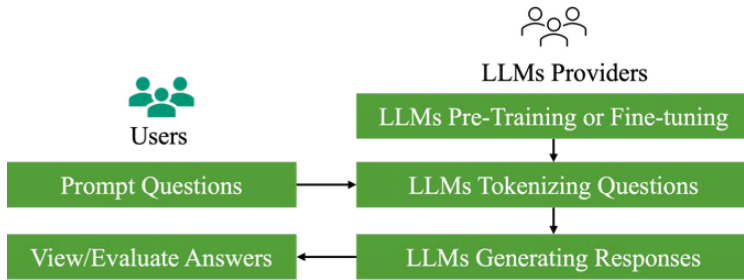 LLMs Providers
Users
LLMs Pre-Training or Fine-tuning
Prompt Questions
LLMs Tokenizing Questions
View/Evaluate Answers
LLMs Generating Responses